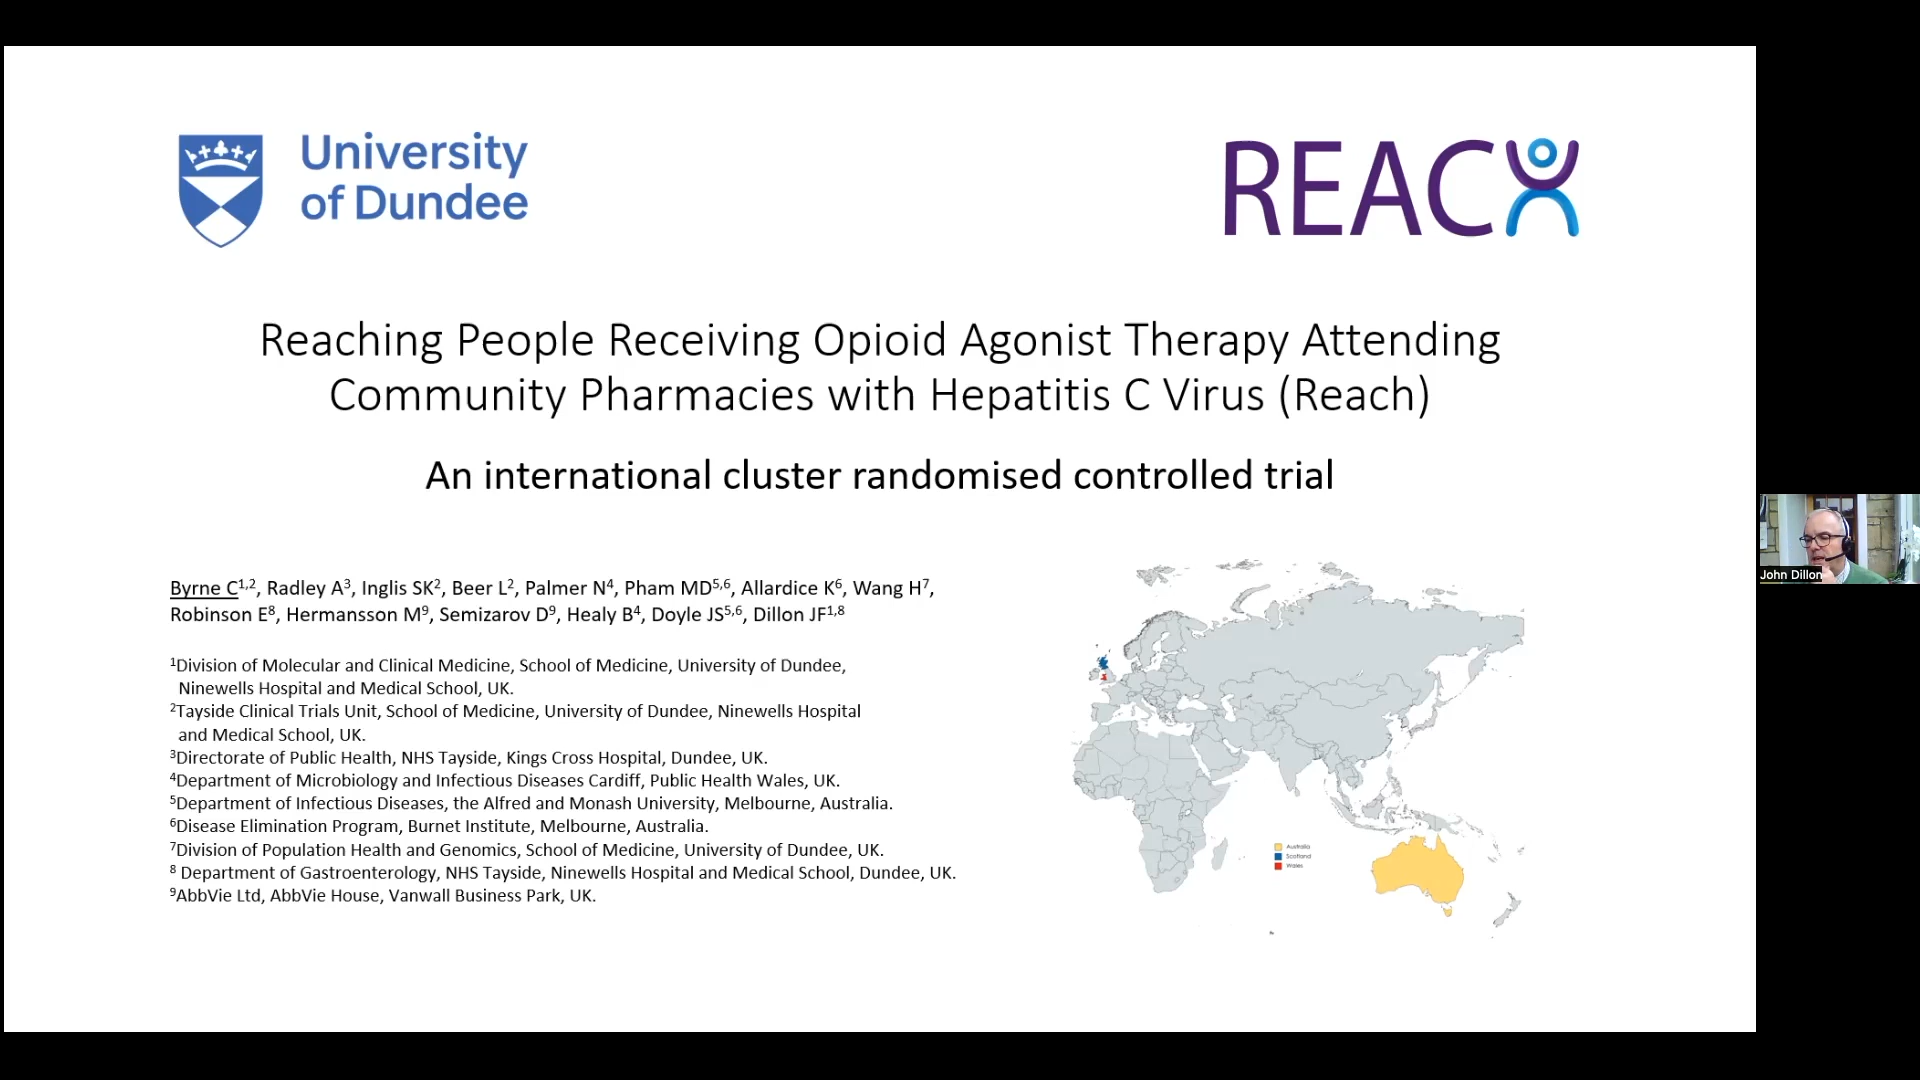 University
of Dundee
REACH
Reaching People Receiving Opioid Agonist Therapy Attending
Community Pharmacies with Hepatitis C Virus (Reach)
An international cluster randomised controlled trial
Byrne C1,2, Radley A3, Inglis SK2, Beer L2, Palmer N4, Pham MD5,6, Allardice K6, Wang H7,
Robinson E8, Hermansson M9, Semizarov D9, Healy B4, Doyle JS5,6, Dillon JF1,8
1Division of Molecular and Clinical Medicine, School of Medicine, University of Dundee,
Ninewells Hospital and Medical School, UK.
2Tayside Clinical Trials Unit, School of Medicine, University of Dundee, Ninewells Hospital
and Medical School, UK.
3Directorate of Public Health, NHS Tayside, Kings Cross Hospital, Dundee, UK.
4Department of Microbiology and Infectious Diseases Cardiff, Public Health Wales, UK.
5Department of Infectious Diseases, the Alfred and Monash University, Melbourne, Australia.
6Disease Elimination Program, Burnet Institute, Melbourne, Australia.
7Division of Population Health and Genomics, School of Medicine, University of Dundee, UK.
8 Department of Gastroenterology, NHS Tayside, Ninewells Hospital and Medical School, Dundee, UK.
9AbbVie Ltd, AbbVie House, Vanwall Business Park, UK.
Australia
Scotland
Wales
John Dillon